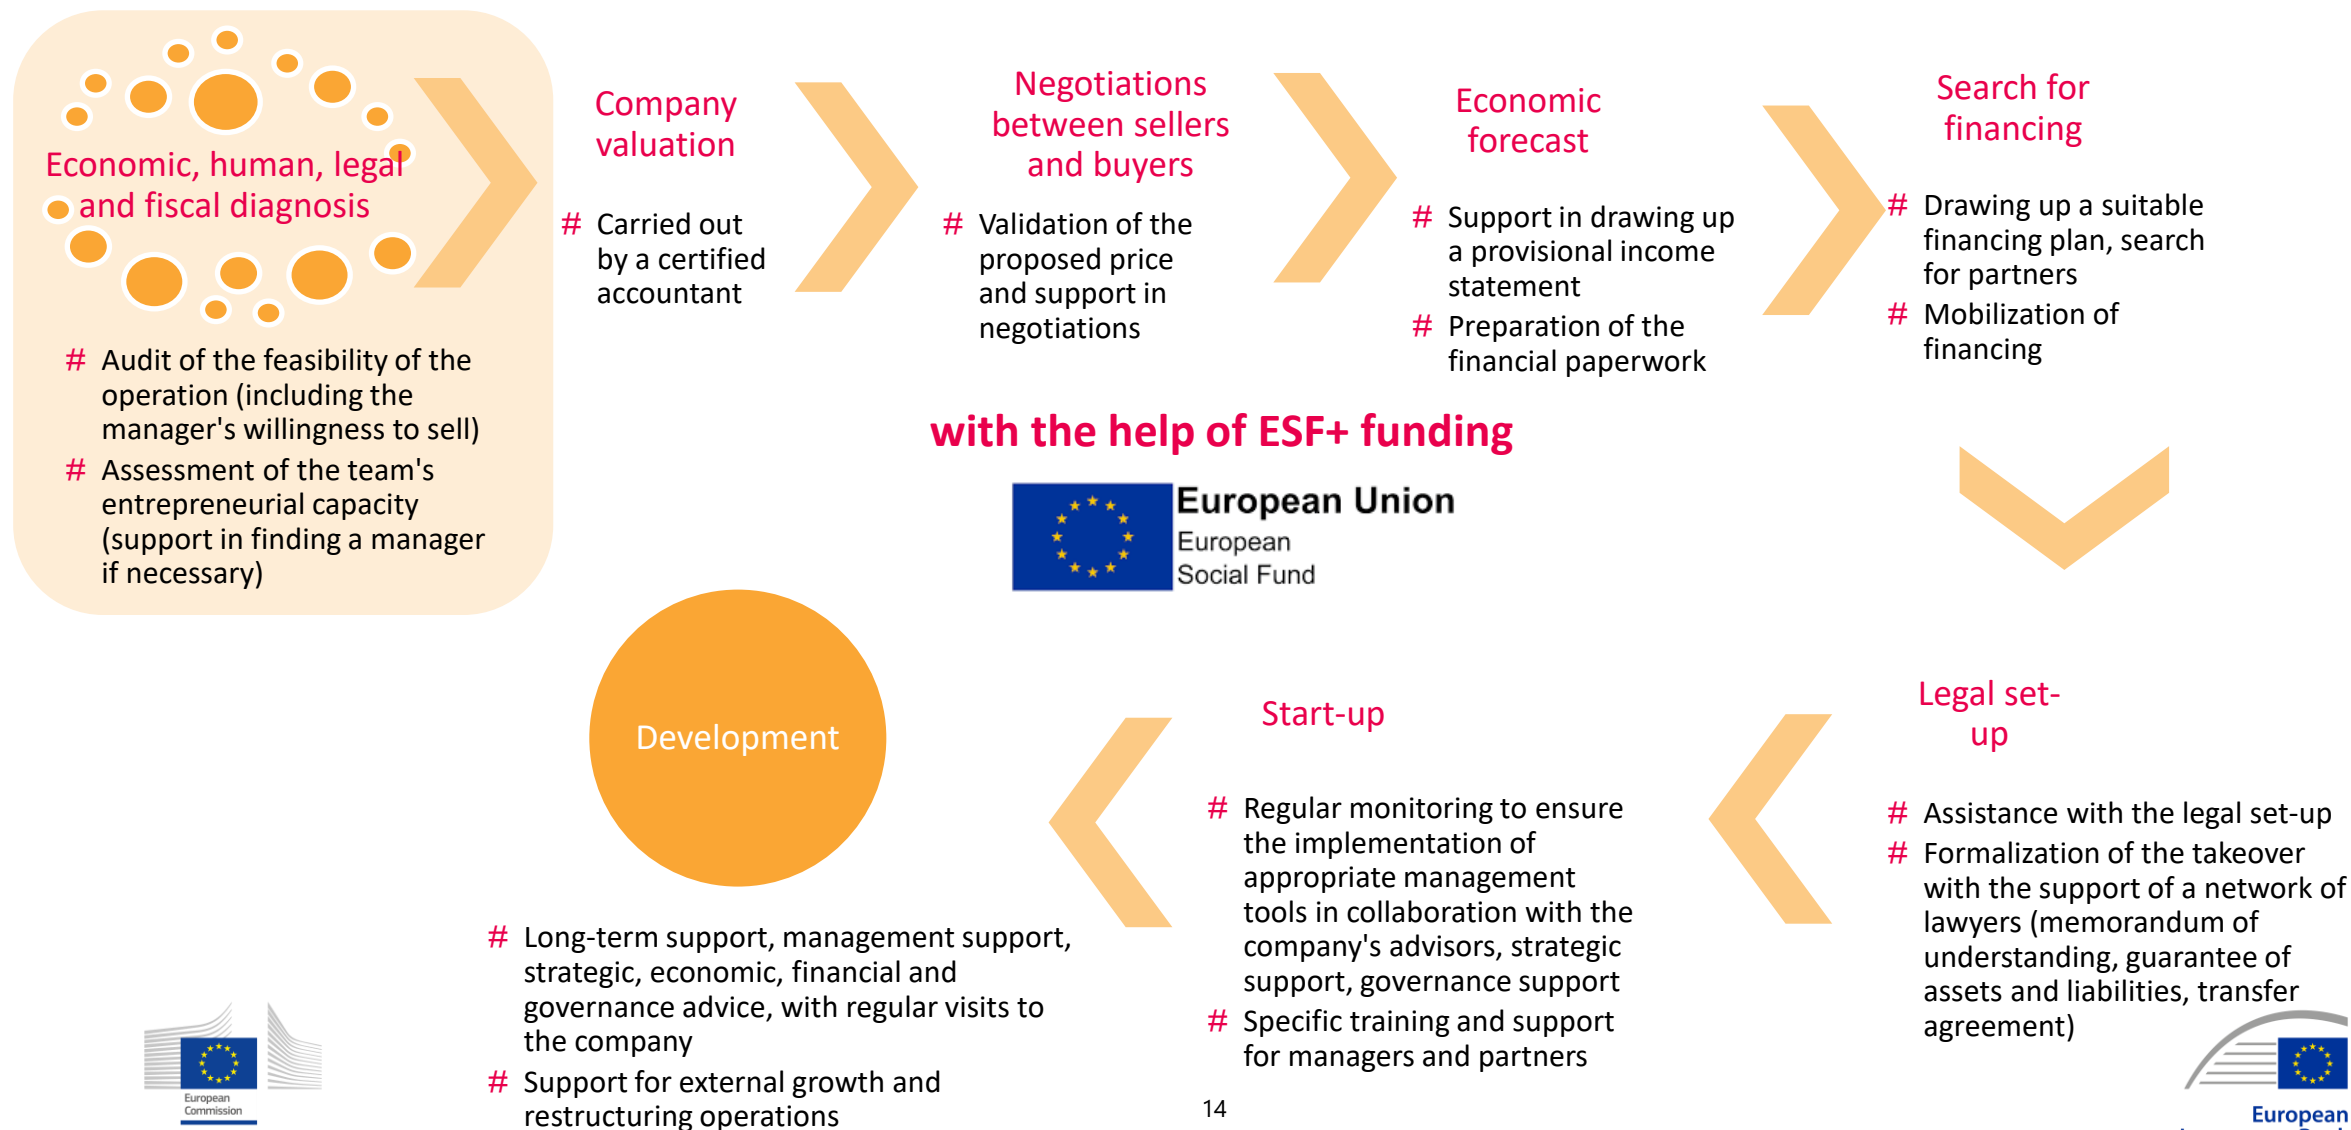 Economic, human, legal
and fiscal diagnosis
# Audit of the feasibility of the
operation (including the
manager's willingness to sell)
# Assessment of the team's
entrepreneurial capacity
(support in finding a manager
if necessary)
Company
valuation
# Carried out
by a certified
accountant
Negotiations
between sellers
and buyers
# Validation of the
proposed price
and support in
negotiations
Economic
forecast
# Support in drawing up
a provisional income
statement
# Preparation of the
financial paperwork
Search for
financing
# Drawing up a suitable
financing plan, search
for partners
# Mobilization of
financing
with the help of ESF+ funding
European Union
European
Social Fund
Legal set-
up
# Assistance with the legal set-up
# Formalization of the takeover
with the support of a network of
lawyers (memorandum of
understanding, guarantee of
assets and liabilities, transfer
agreement)
Start-up
# Regular monitoring to ensure
the implementation of
appropriate management
tools in collaboration with the
company's advisors, strategic
support, governance support
# Specific training and support
for managers and partners
Development
# Long-term support, management support,
strategic, economic, financial and
governance advice, with regular visits to
the company
# Support for external growth and
restructuring operations
European
Commission
14
European